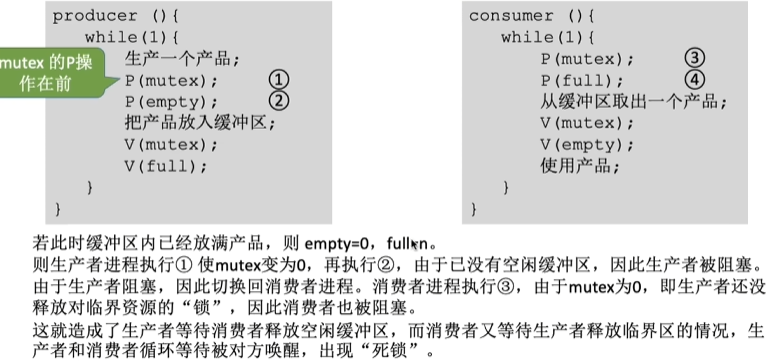 producer (){
while(1){
生产一个产品;
mutex 的P操
作在前
P(mutex); ①
P(empty); ②
把产品放入缓冲区;
V(mutex);
V(full);
}
}
consumer (){
while(1){
P(mutex); ③
P(full); ④
从缓冲区取出一个产品;
V(mutex);
V(empty);
使用产品;
}
}
若此时缓冲区内已经放满产品，则 empty=0，full=n。
则生产者进程执行① 使mutex变为0，再执行②，由于已没有空闲缓冲区，因此生产者被阻塞。
由于生产者阻塞，因此切换回消费者进程。消费者进程执行③，由于mutex为0，即生产者还没
释放对临界资源的“锁”，因此消费者也被阻塞。
这就造成了生产者等待消费者释放空闲缓冲区，而消费者又等待生产者释放临界区的情况，生
产者和消费者循环等待被对方唤醒，出现“死锁”。